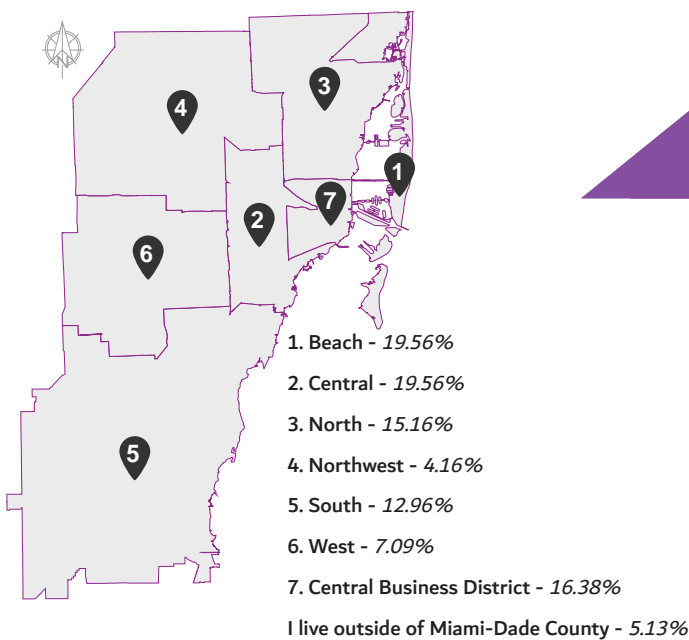 N
3
4
1
7
2
6
5
1. Beach - 19.56%
2. Central - 19.56%
3. North - 15.16%
4. Northwest - 4.16%
5. South - 12.96%
6. West - 7.09%
7. Central Business District - 16.38%
I live outside of Miami-Dade County - 5.13%